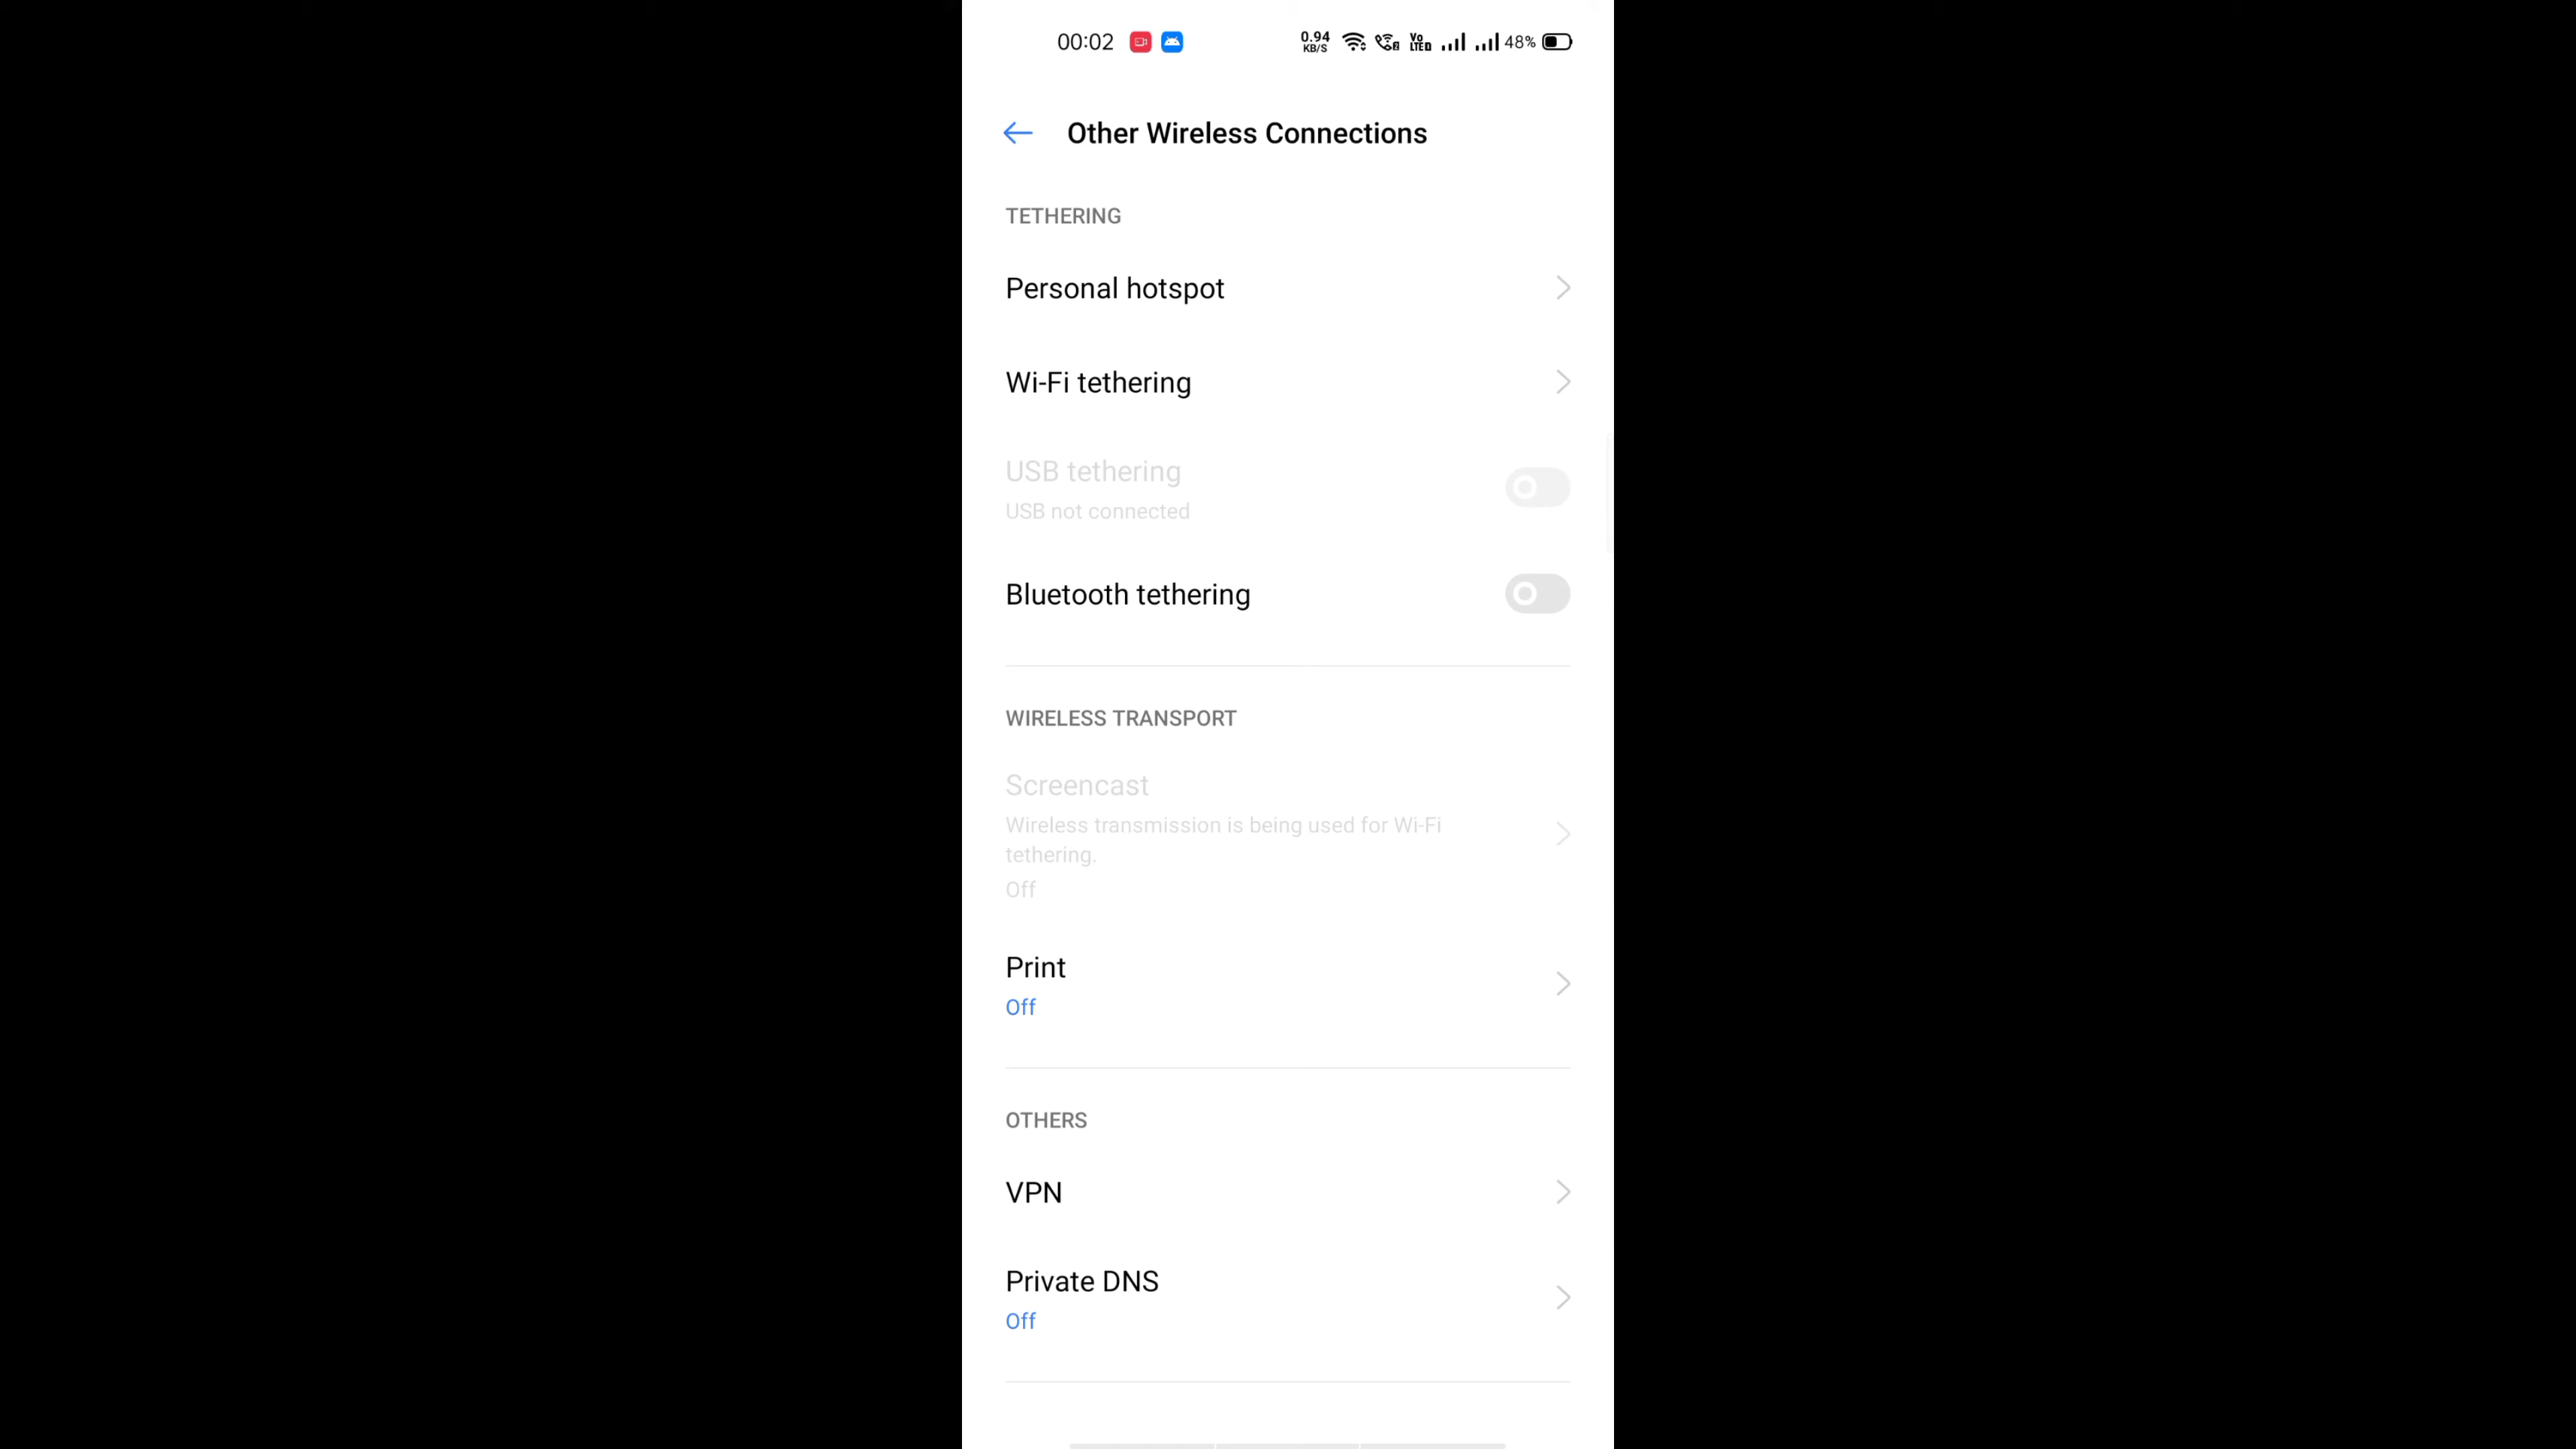 00:02 0.94 KB/S Vo LTE 48%
Other Wireless Connections
TETHERING
Personal hotspot
Wi-Fi tethering
USB tethering
USB not connected
Bluetooth tethering
WIRELESS TRANSPORT
Screencast
Wireless transmission is being used for Wi-Fi
tethering.
Off
Print
Off
OTHERS
VPN
Private DNS
Off